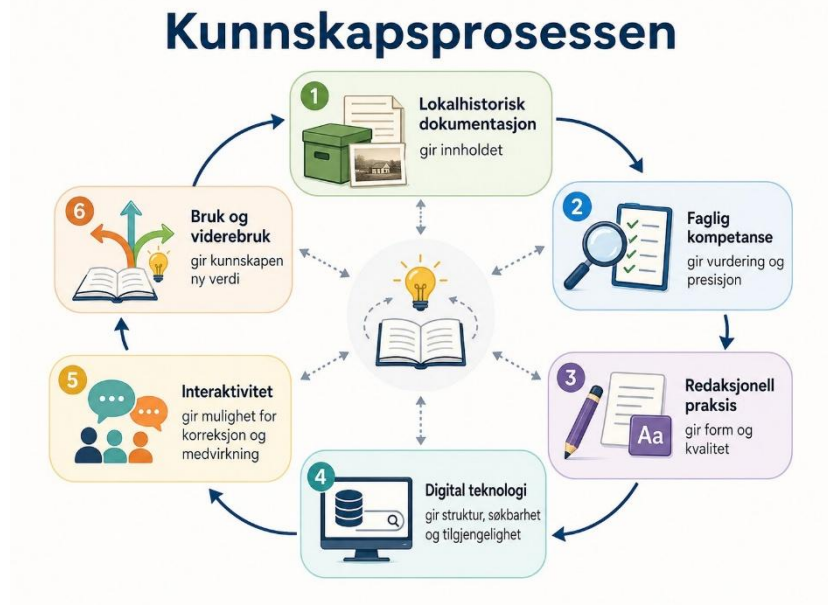 Kunnskapsprosessen
1
Lokalhistorisk
dokumentasjon
gir innholdet
2
Faglig
kompetanse
gir vurdering og
presisjon
3
Redaksjonell
praksis
gir form og
kvalitet
Aa
4
Digital teknologi
gir struktur, søkbarhet
og tilgjengelighet
5
Interaktivitet
gir mulighet for
korreksjon og
medvirkning
6
Bruk og
viderebruk
gir kunnskapen
ny verdi